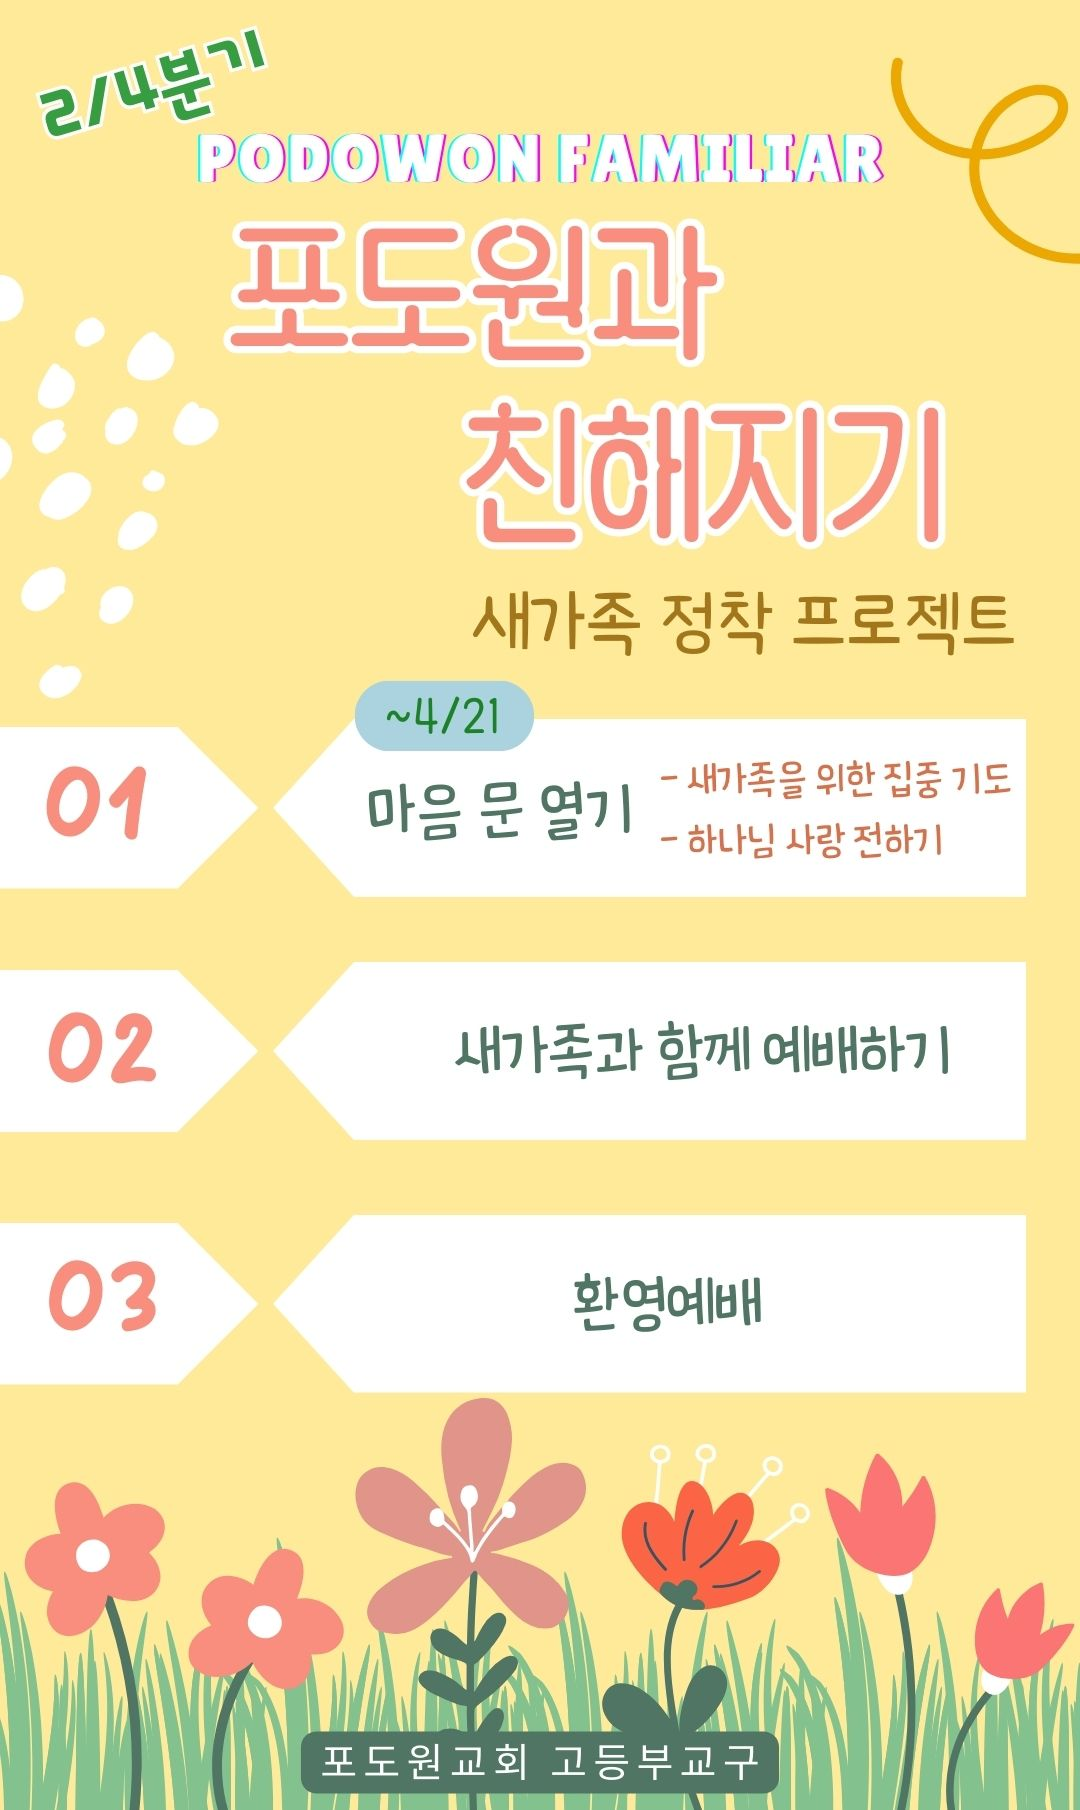 2/4분기
PODOWON FAMILIAR
포도원과
친해지기
새가족 정착 프로젝트
~4/21
01
마음 문 열기
- 새가족을 위한 집중 기도
- 하나님 사랑 전하기
02
새가족과 함께 예배하기
03
환영예배
포도원교회 고등부교구